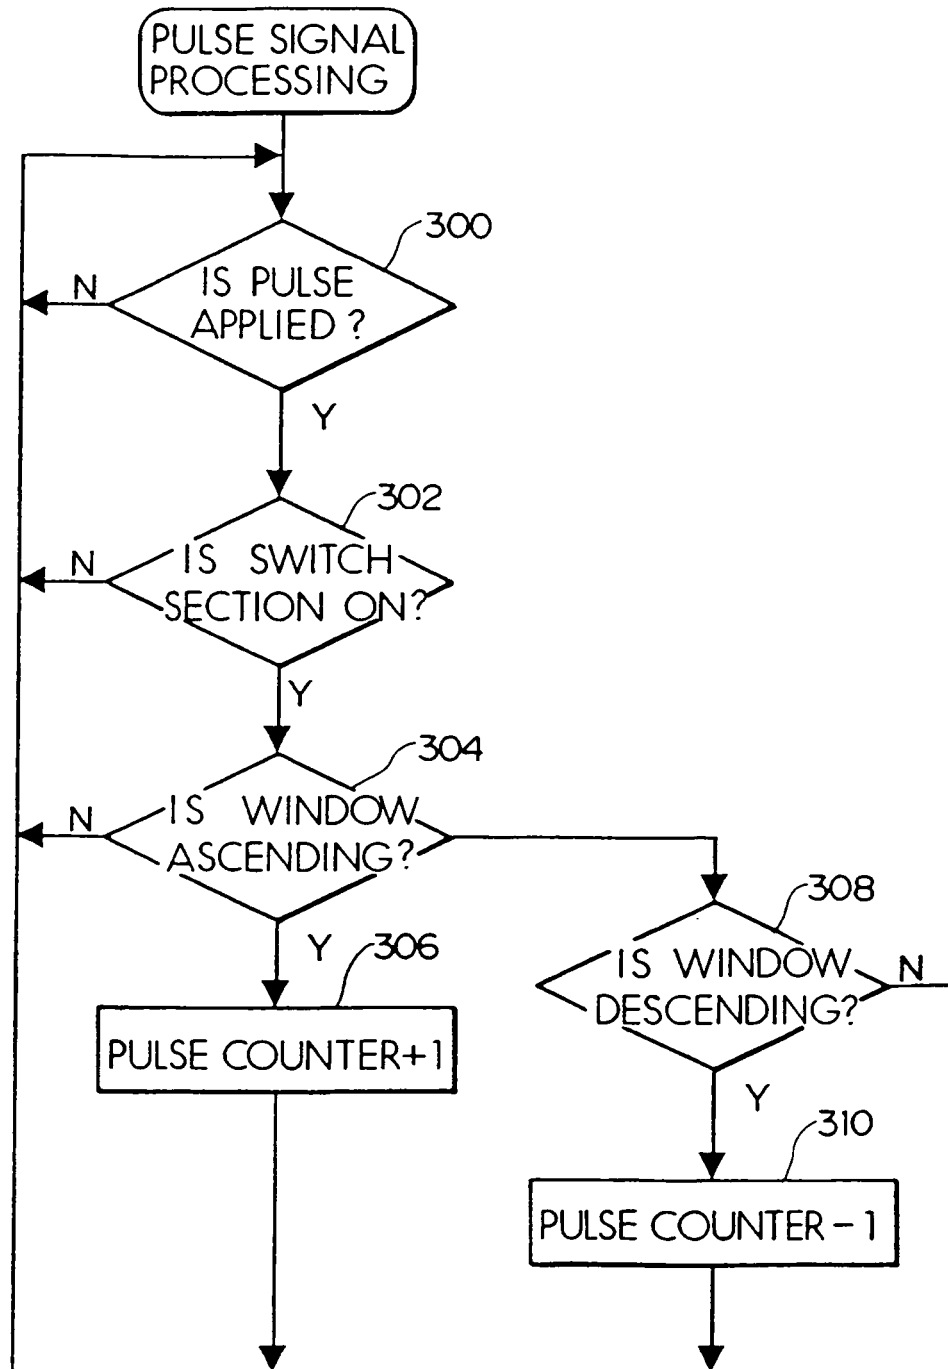 PULSE SIGNAL
PROCESSING
300
N
IS PULSE
APPLIED?
Y
302
N
IS SWITCH
SECTION ON?
Y
304
N
IS WINDOW
ASCENDING?
Y
306
PULSE COUNTER+1
308
IS WINDOW
DESCENDING?
N
Y
310
PULSE COUNTER-1